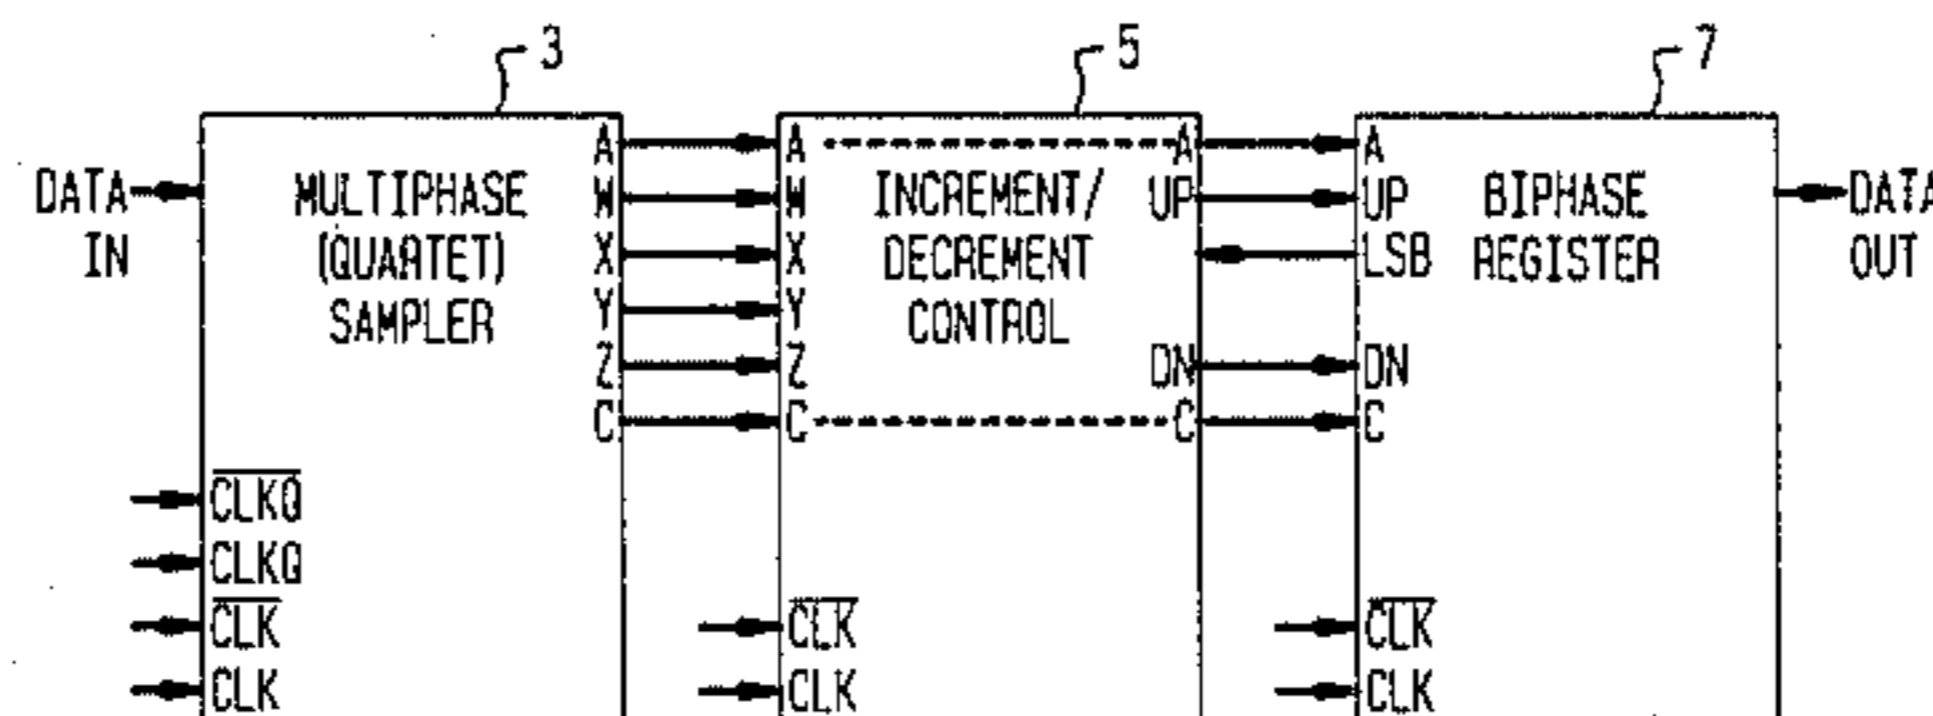 3
5
7
DATA
IN
MULTIPHASE
(QUARTET)
SAMPLER
A
W
X
Y
Z
C
CLKQ
CLKQ
CLK
CLK
A
W
X
Y
Z
C
INCREMENT/
DECREMENT
CONTROL
A
UP
DN
C
CLK
CLK
A
UP
LSB
DN
C
BIPHASE
REGISTER
CLK
CLK
DATA
OUT